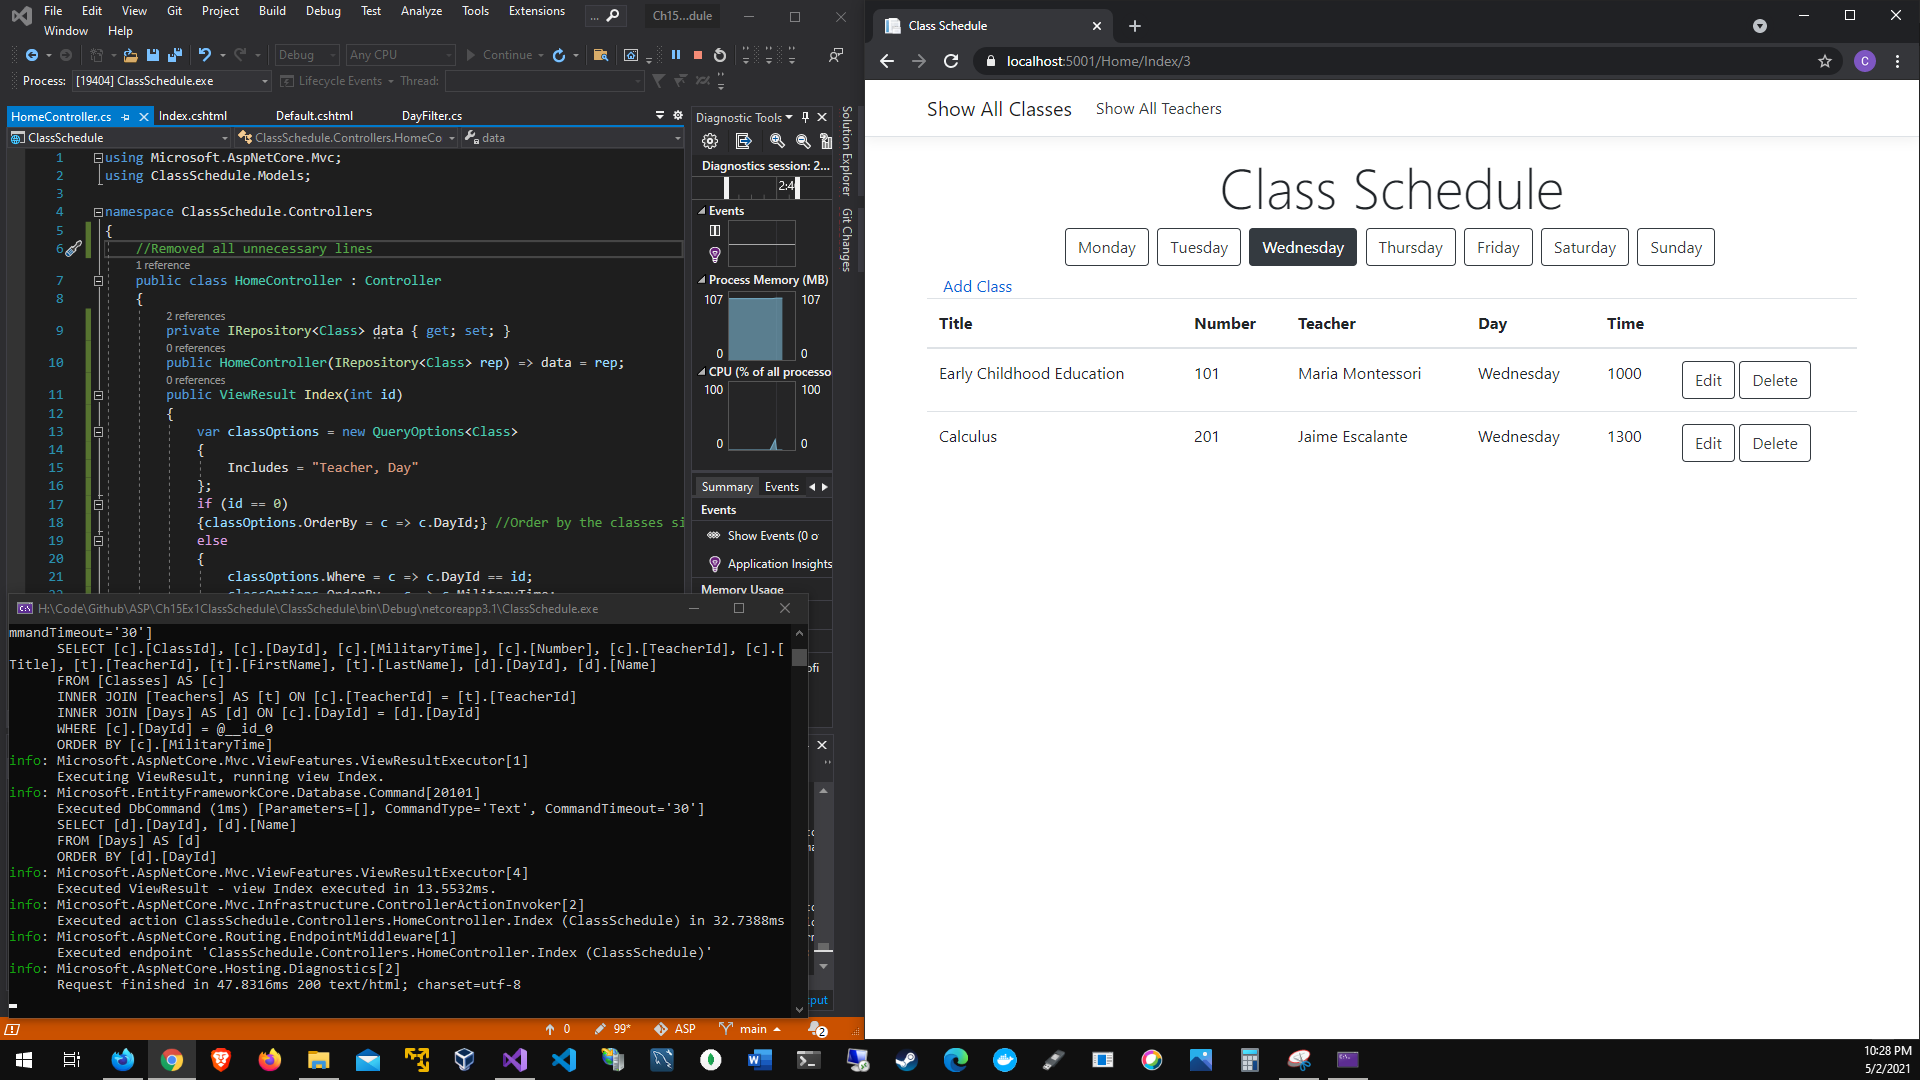 File Edit View Git Project Build Debug Test Analyze Tools Extensions
... Ch15...dule
Window Help
Debug Any CPU Continue
Process: [19404] ClassSchedule.exe Lifecycle Events Thread:
HomeController.cs Index.cshtml Default.cshtml DayFilter.cs
ClassSchedule ClassSchedule.Controllers.HomeCo data
1 using Microsoft.AspNetCore.Mvc;
2 using ClassSchedule.Models;
3
4 namespace ClassSchedule.Controllers
5 {
6 //Removed all unnecessary lines
1 reference
7 public class HomeController : Controller
8 {
2 references
9 private IRepository<Class> data { get; set; }
0 references
10 public HomeController(IRepository<Class> rep) => data = rep;
0 references
11 public ViewResult Index(int id)
12 {
13 var classOptions = new QueryOptions<Class>
14 {
15 Includes = "Teacher, Day"
16 };
17 if (id == 0)
18 {classOptions.OrderBy = c => c.DayId;} //Order by the classes si
19 else
20 {
21 classOptions.Where = c => c.DayId == id;
Diagnostic Tools
Diagnostics session: 2...
2:4
Events
Process Memory (MB)
107 107
0 0
CPU (% of all processo
100 100
0 0
Summary Events
Events
Show Events (0 o
Application Insights
Memory Usage
Solution Explorer
Git Changes
H:\Code\Github\ASP\Ch15Ex1ClassSchedule\ClassSchedule\bin\Debug\netcoreapp3.1\ClassSchedule.exe
mmandTimeout='30']
SELECT [c].[ClassId], [c].[DayId], [c].[MilitaryTime], [c].[Number], [c].[TeacherId], [c].[
Title], [t].[TeacherId], [t].[FirstName], [t].[LastName], [d].[DayId], [d].[Name]
FROM [Classes] AS [c]
INNER JOIN [Teachers] AS [t] ON [c].[TeacherId] = [t].[TeacherId]
INNER JOIN [Days] AS [d] ON [c].[DayId] = [d].[DayId]
WHERE [c].[DayId] = @__id_0
ORDER BY [c].[MilitaryTime]
info: Microsoft.AspNetCore.Mvc.ViewFeatures.ViewResultExecutor[1]
Executing ViewResult, running view Index.
info: Microsoft.EntityFrameworkCore.Database.Command[20101]
Executed DbCommand (1ms) [Parameters=[], CommandType='Text', CommandTimeout='30']
SELECT [d].[DayId], [d].[Name]
FROM [Days] AS [d]
ORDER BY [d].[DayId]
info: Microsoft.AspNetCore.Mvc.ViewFeatures.ViewResultExecutor[4]
Executed ViewResult - view Index executed in 13.5532ms.
info: Microsoft.AspNetCore.Mvc.Infrastructure.ControllerActionInvoker[2]
Executed action ClassSchedule.Controllers.HomeController.Index (ClassSchedule) in 32.7388ms
info: Microsoft.AspNetCore.Routing.EndpointMiddleware[1]
Executed endpoint 'ClassSchedule.Controllers.HomeController.Index (ClassSchedule)'
info: Microsoft.AspNetCore.Hosting.Diagnostics[2]
Request finished in 47.8316ms 200 text/html; charset=utf-8
0 99* ASP main 2
Class Schedule
localhost:5001/Home/Index/3
C
Show All Classes Show All Teachers
Class Schedule
Monday Tuesday Wednesday Thursday Friday Saturday Sunday
Add Class
Title Number Teacher Day Time
Early Childhood Education 101 Maria Montessori Wednesday 1000 Edit Delete
Calculus 201 Jaime Escalante Wednesday 1300 Edit Delete
10:28 PM
5/2/2021